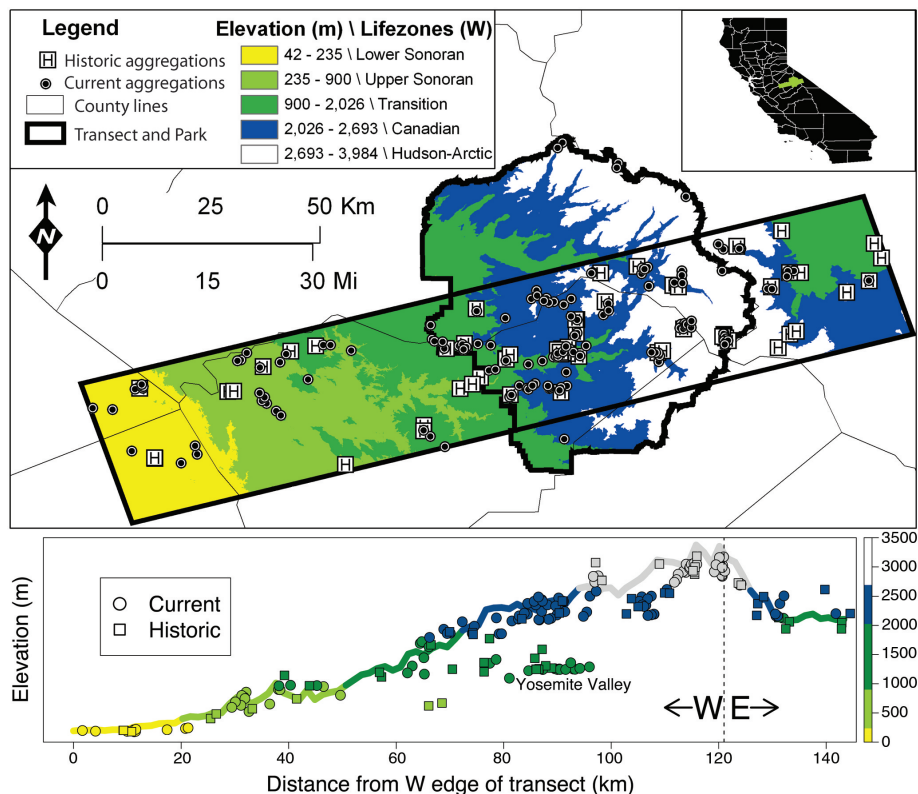 Legend
H Historic aggregations
Current aggregations
County lines
Transect and Park
Elevation (m) \ Lifezones (W)
42 - 235 \ Lower Sonoran
235 - 900 \ Upper Sonoran
900 - 2,026 \ Transition
2,026 - 2,693 \ Canadian
2,693 - 3,984 \ Hudson-Arctic
N
0 25 50 Km
0 15 30 Mi
H H H H H H H H H H H H H H H H H H H H H H H H H H H H H H H H H H H H H
Elevation (m)
Current
Historic
Yosemite Valley
W E
3500
3000
2500
2000
1500
1000
500
0
0 20 40 60 80 100 120 140
Distance from W edge of transect (km)